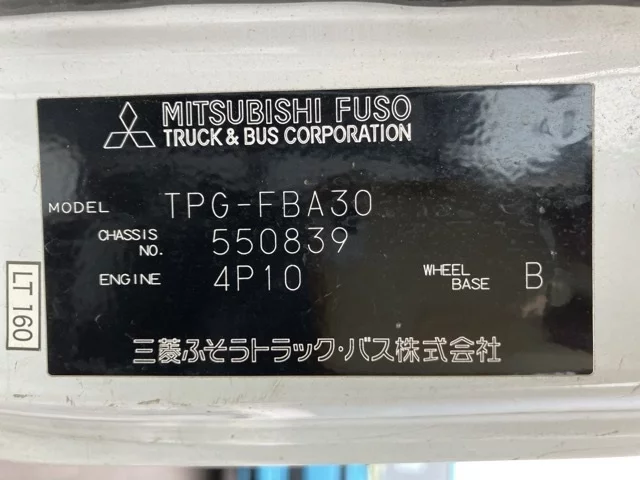 MITSUBISHI FUSO
TRUCK & BUS CORPORATION
MODEL TPG-FBA30
CHASSIS NO. 550839
ENGINE 4P10 WHEEL BASE B
三菱ふそうトラック・バス株式会社
LT 160